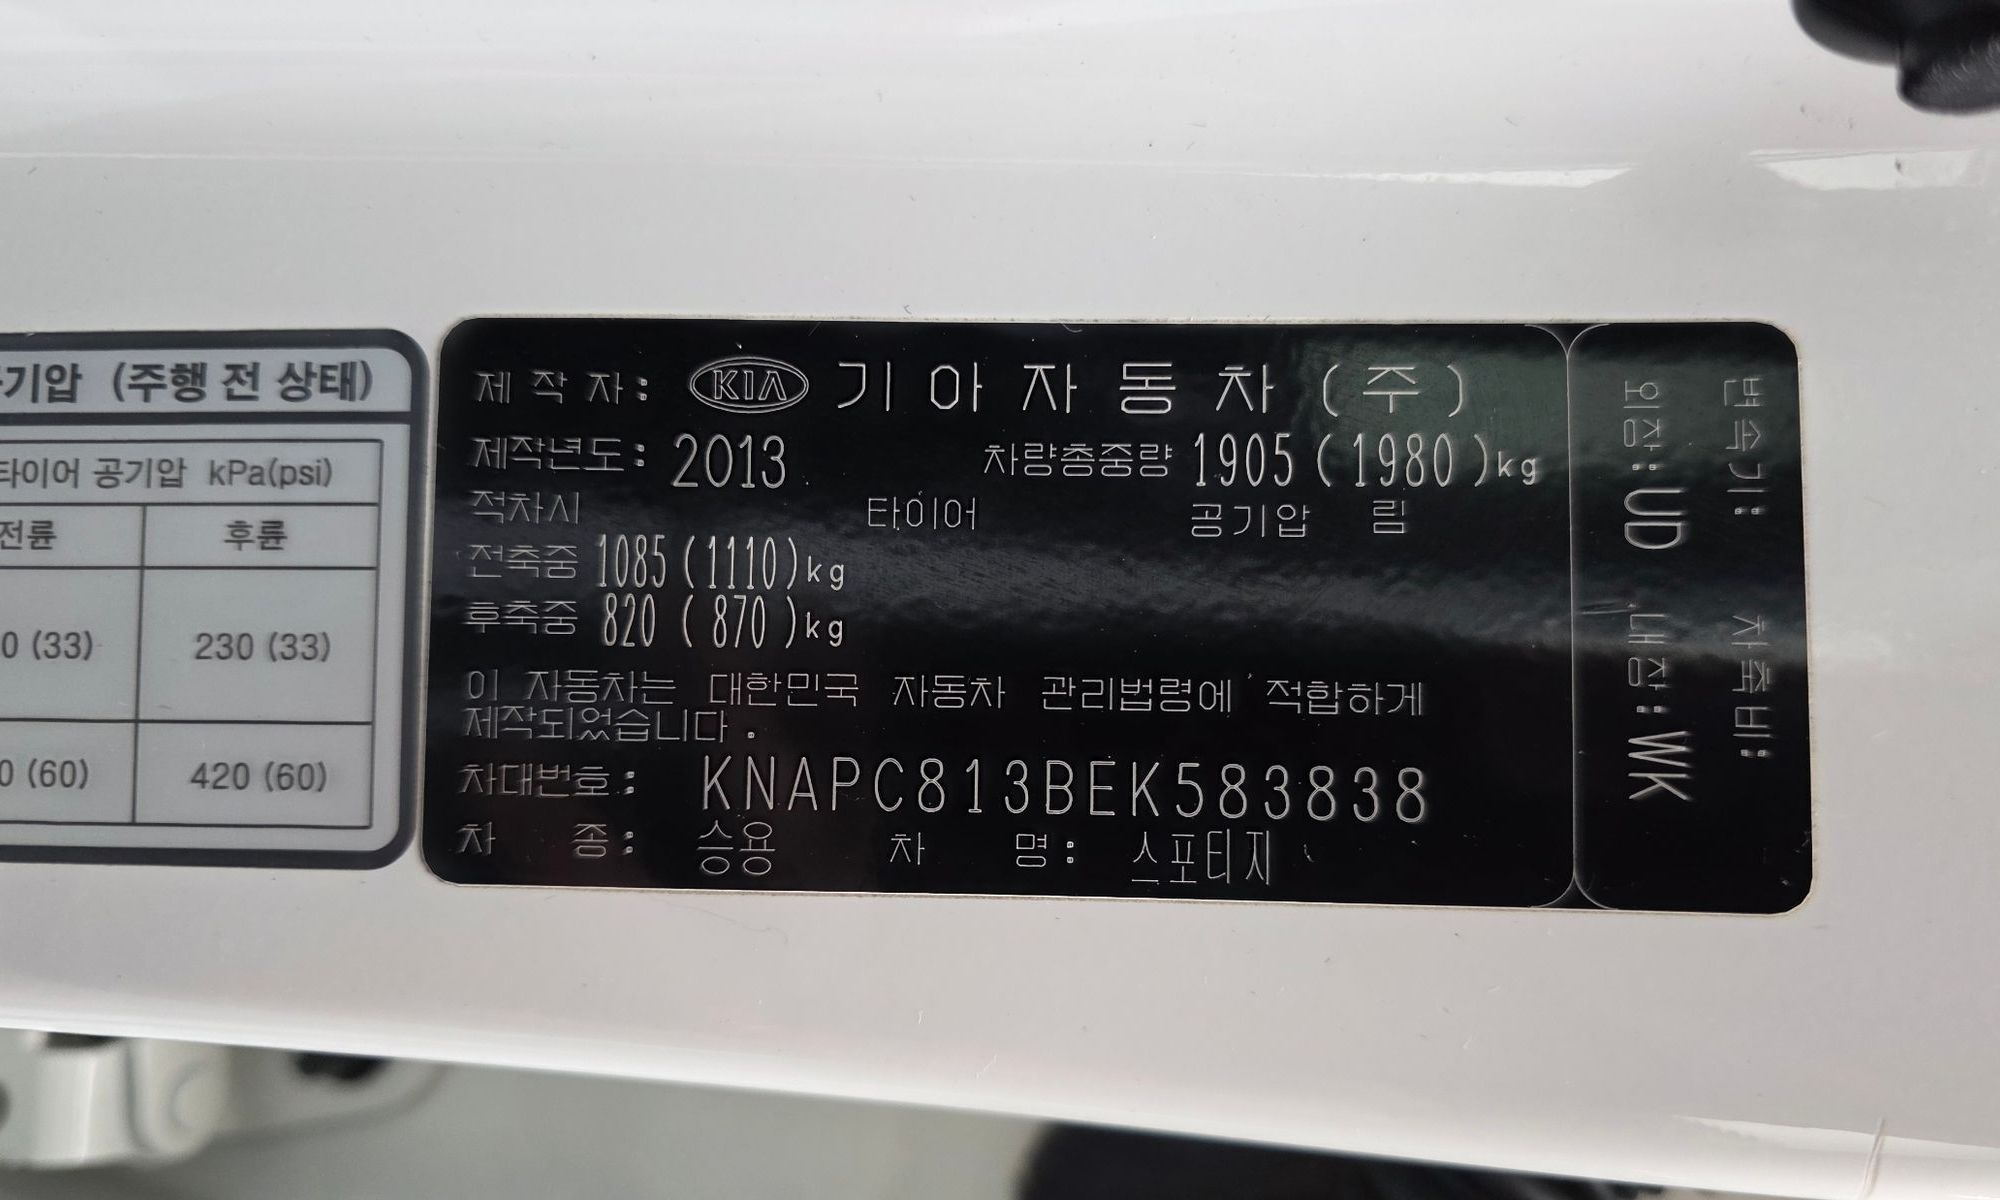 공기압 (주행 전 상태)
타이어 공기압 kPa(psi)
전륜 후륜
0 (33) 230 (33)
0 (60) 420 (60)
제작자: KIA 기아자동차(주)
제작년도: 2013 차량총중량 1905(1980)kg
적차시 타이어 공기압 림
전축중 1085(1110)kg
후축중 820 (870)kg
이 자동차는 대한민국 자동차 관리법령에 적합하게
제작되었습니다.
차대번호: KNAPC813BEK583838
차 종: 승용 차 명: 스포티지
변속기: 차축비:
외장:UD 내장:WK